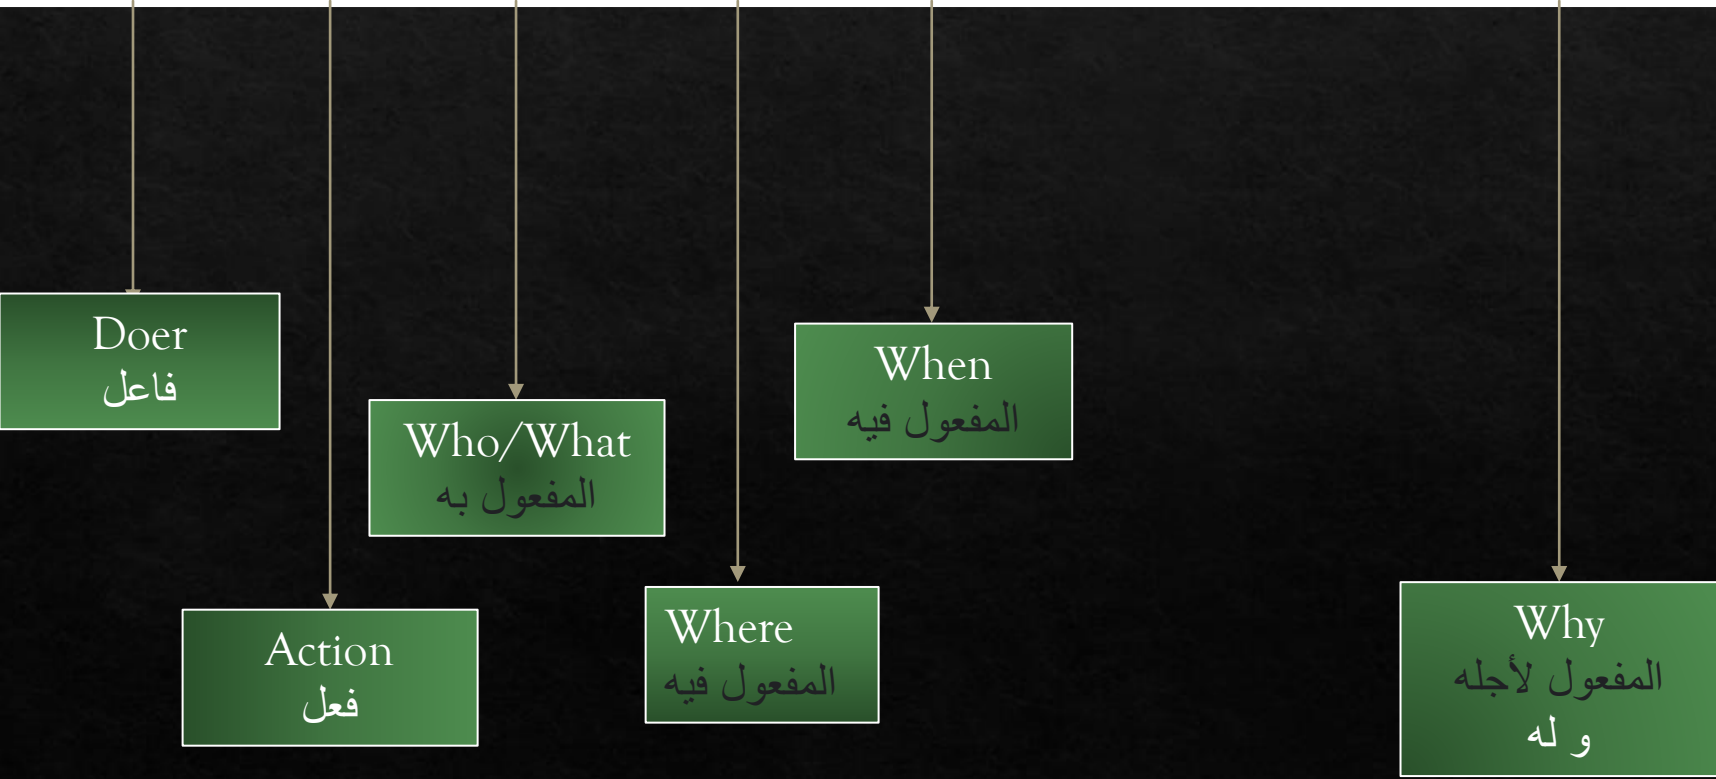 Doer
فاعل
Action
فعل
Who/What
المفعول به
Where
المفعول فيه
When
المفعول فيه
Why
المفعول لأجله
و له